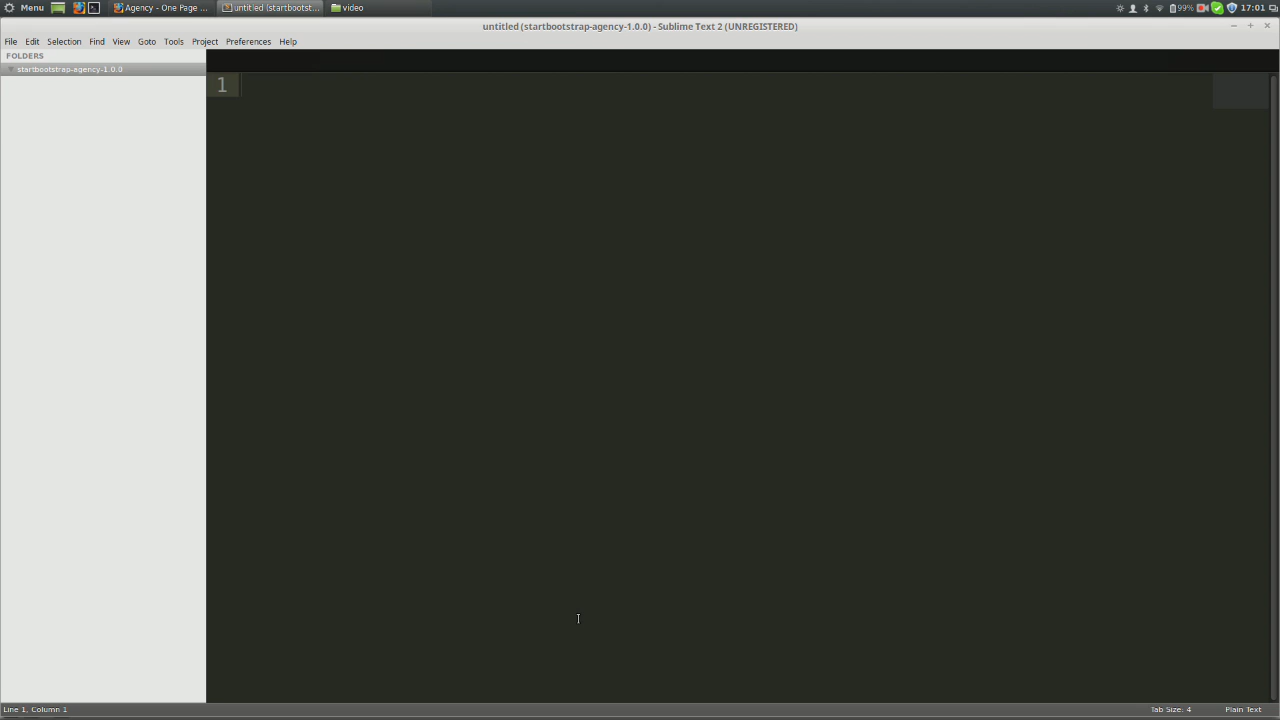 Menu Agency - One Page ... untitled (startbootst... video 99% 17:01
untitled (startbootstrap-agency-1.0.0) - Sublime Text 2 (UNREGISTERED)
File Edit Selection Find View Goto Tools Project Preferences Help
FOLDERS
startbootstrap-agency-1.0.0
1
Line 1, Column 1 Tab Size: 4 Plain Text